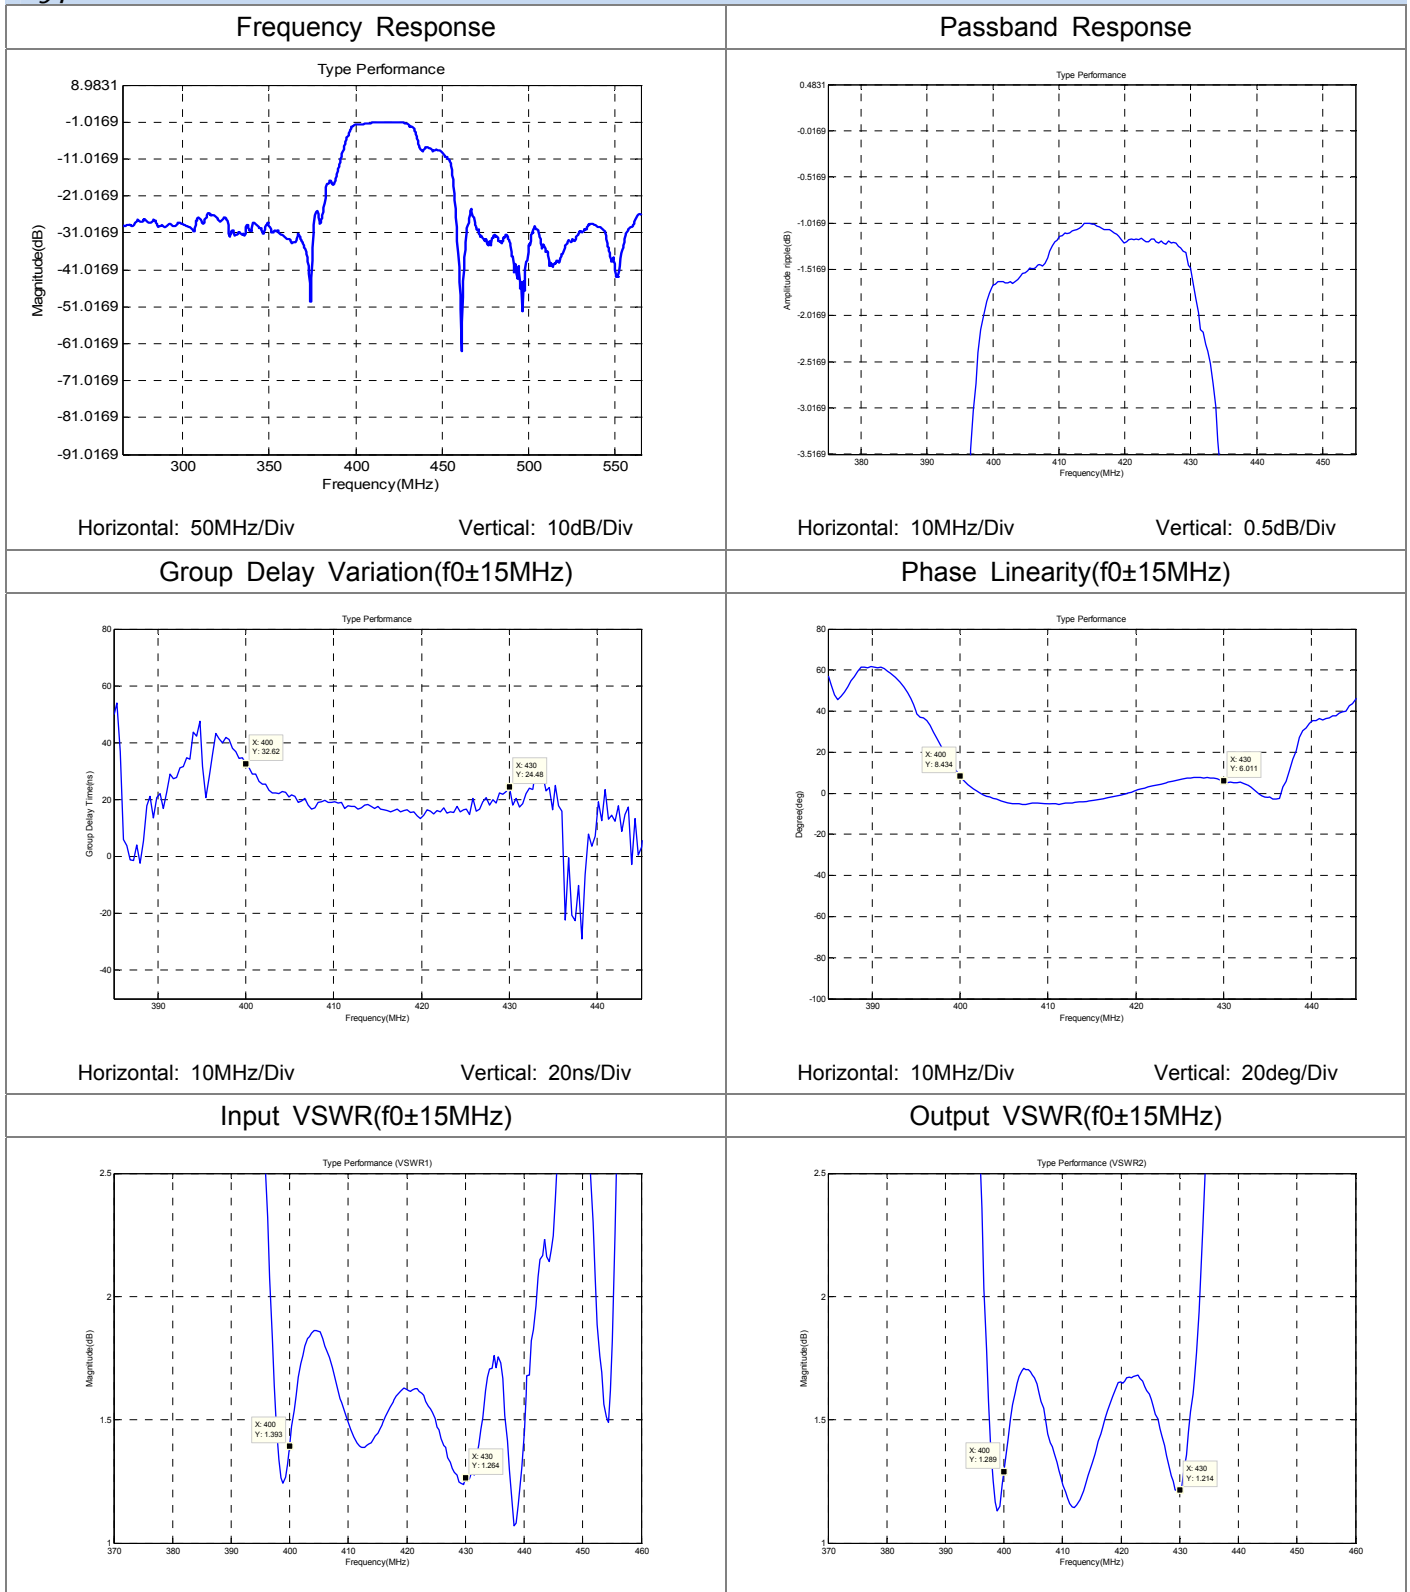 Frequency Response
Passband Response
Type Performance
8.9831
-1.0169
-11.0169
-21.0169
-31.0169
-41.0169
-51.0169
-61.0169
-71.0169
-81.0169
-91.0169
Magnitude(dB)
300 350 400 450 500 550
Frequency(MHz)
Horizontal: 50MHz/Div Vertical: 10dB/Div
Type Performance
0.4831
-0.0169
-0.5169
-1.0169
-1.5169
-2.0169
-2.5169
-3.0169
-3.5169
Amplitude ripple(dB)
380 390 400 410 420 430 440 450
Frequency(MHz)
Horizontal: 10MHz/Div Vertical: 0.5dB/Div
Group Delay Variation(f0±15MHz)
Phase Linearity(f0±15MHz)
Type Performance
80
60
40
20
0
-20
-40
Group Delay Time(ns)
X: 400
Y: 32.62
X: 430
Y: 24.48
390 400 410 420 430 440
Frequency(MHz)
Horizontal: 10MHz/Div Vertical: 20ns/Div
Type Performance
80
60
40
20
0
-20
-40
-60
-80
-100
Degree(deg)
X: 400
Y: 8.434
X: 430
Y: 6.011
390 400 410 420 430 440
Frequency(MHz)
Horizontal: 10MHz/Div Vertical: 20deg/Div
Input VSWR(f0±15MHz)
Output VSWR(f0±15MHz)
Type Performance (VSWR1)
2.5
2
1.5
1
Magnitude(dB)
X: 400
Y: 1.393
X: 430
Y: 1.264
370 380 390 400 410 420 430 440 450 460
Frequency(MHz)
Type Performance (VSWR2)
2.5
2
1.5
1
Magnitude(dB)
X: 400
Y: 1.289
X: 430
Y: 1.214
370 380 390 400 410 420 430 440 450 460
Frequency(MHz)